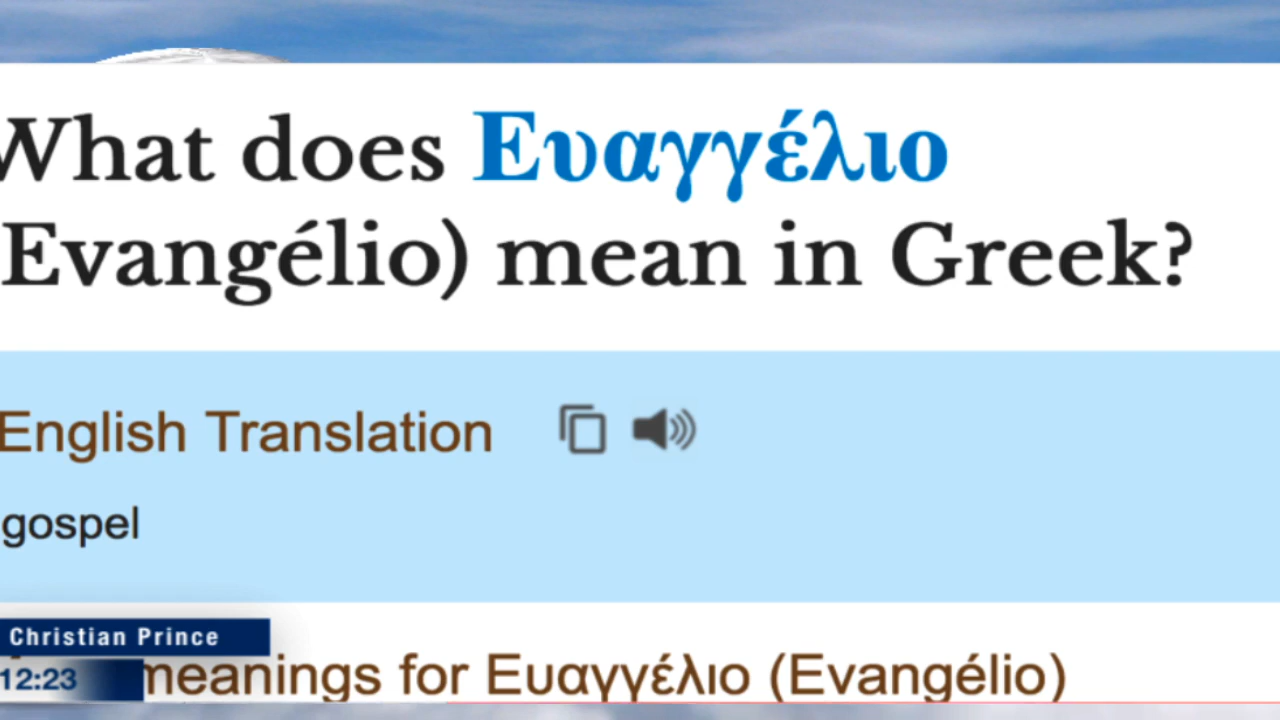 What does Ευαγγέλιο
Evangélio) mean in Greek?
English Translation
gospel
Christian Prince
12:23
meanings for Ευαγγέλιο (Evangélio)